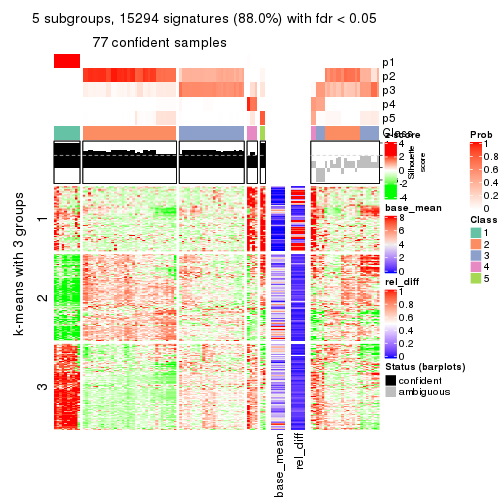 5 subgroups, 15294 signatures (88.0%) with fdr < 0.05
77 confident samples
p1
p2
p3
p4
p5
Class
k-means with 3 groups
1
2
3
Silhouette
score
base_mean
rel_diff
z-score
4
2
0
-2
-4
base_mean
8
6
4
2
0
rel_diff
1
0.8
0.6
0.4
0.2
0
Status (barplots)
confident
ambiguous
Prob
1
0.8
0.6
0.4
0.2
0
Class
1
2
3
4
5